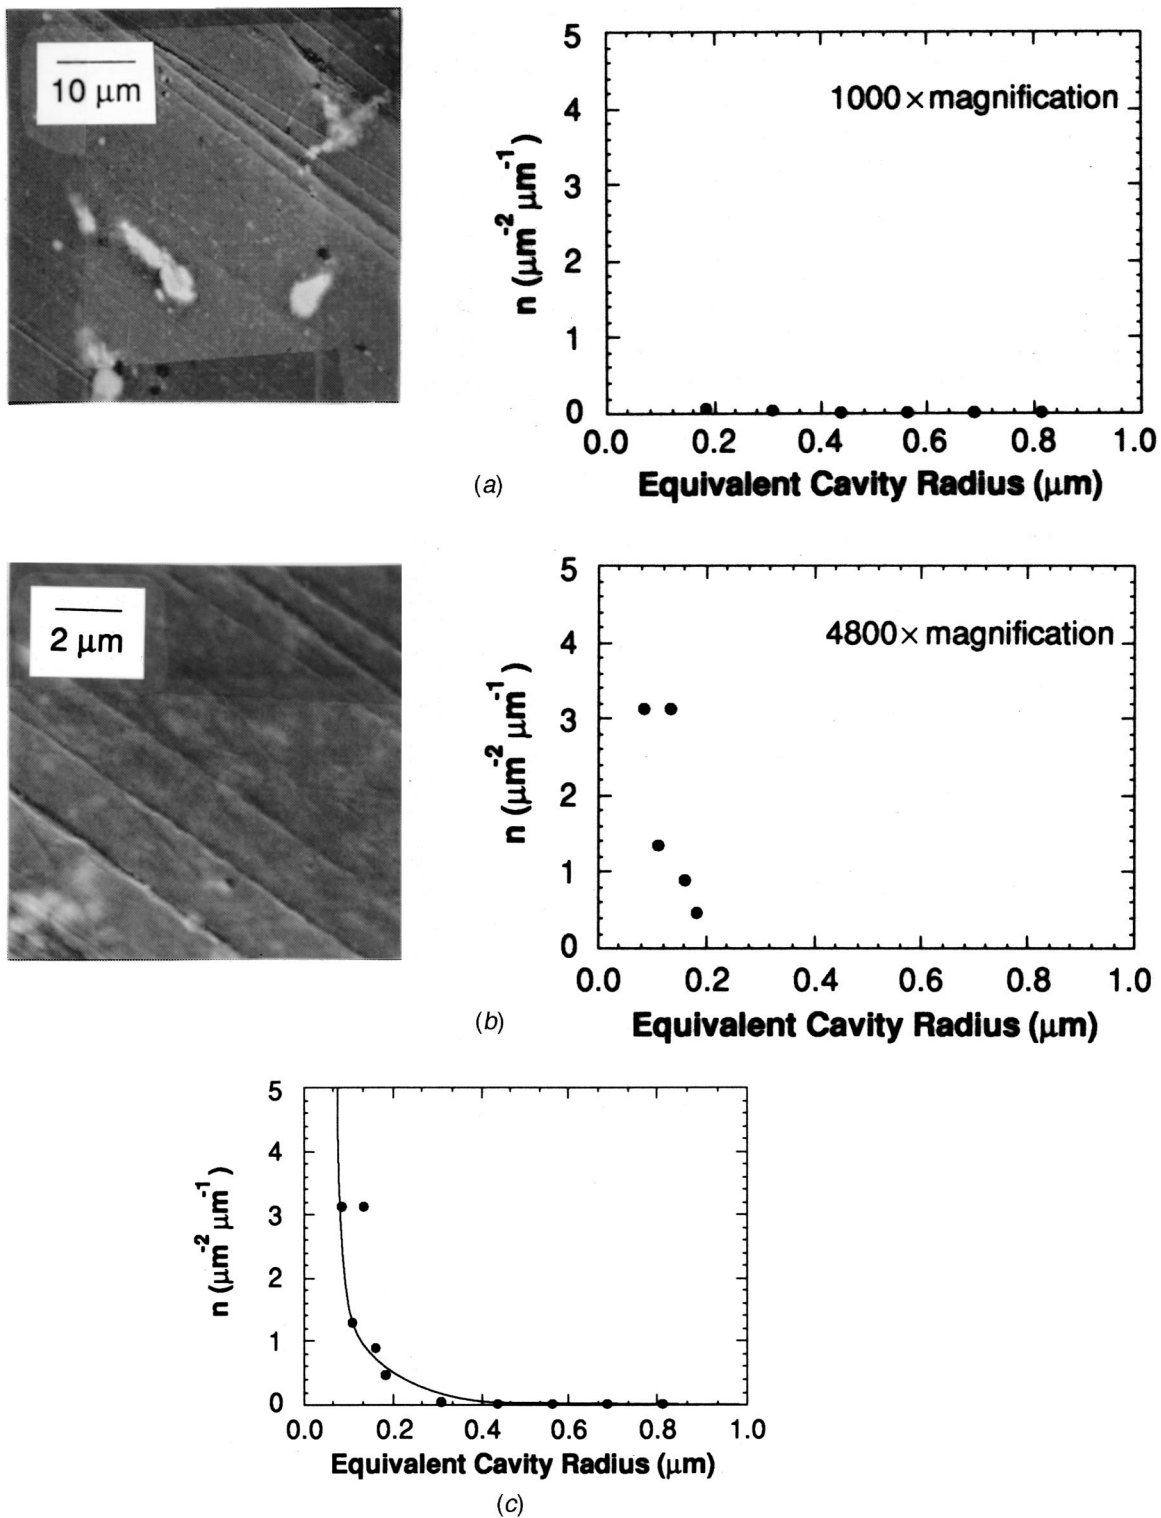 10 μm
5
4
3
2
1
0
n (μm⁻² μm⁻¹)
1000 × magnification
0.0 0.2 0.4 0.6 0.8 1.0
Equivalent Cavity Radius (μm)
(a)
2 μm
5
4
3
2
1
0
n (μm⁻² μm⁻¹)
4800 × magnification
0.0 0.2 0.4 0.6 0.8 1.0
Equivalent Cavity Radius (μm)
(b)
5
4
3
2
1
0
n (μm⁻² μm⁻¹)
0.0 0.2 0.4 0.6 0.8 1.0
Equivalent Cavity Radius (μm)
(c)